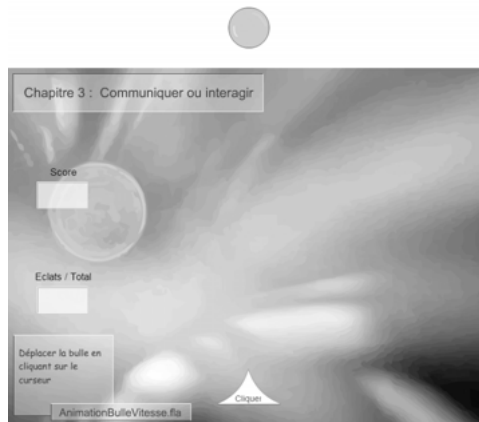 Chapitre 3 : Communiquer ou interagir
Score
Eclats / Total
Déplacer la bulle en
cliquant sur le
curseur
Cliquer
AnimationBulleVitesse.fla